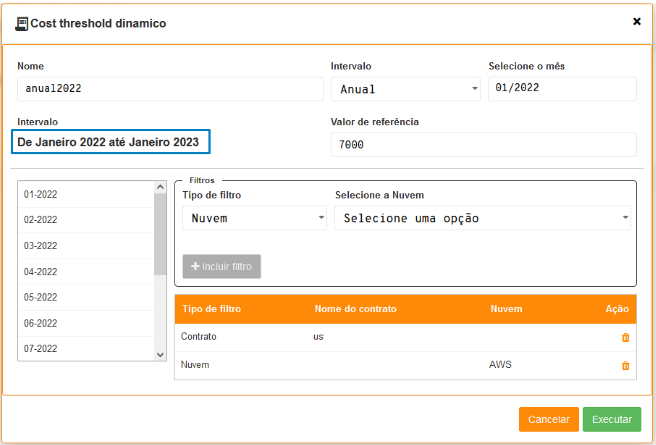 Cost threshold dinamico
Nome
Intervalo
Selecione o mês
anual2022
Anual
01/2022
Intervalo
Valor de referência
De Janeiro 2022 até Janeiro 2023
7000
01-2022
02-2022
03-2022
04-2022
05-2022
06-2022
07-2022
Filtros
Tipo de filtro
Selecione a Nuvem
Nuvem
Selecione uma opção
+ Incluir filtro
Tipo de filtro Nome do contrato Nuvem Ação
Contrato us
Nuvem AWS
Cancelar
Executar